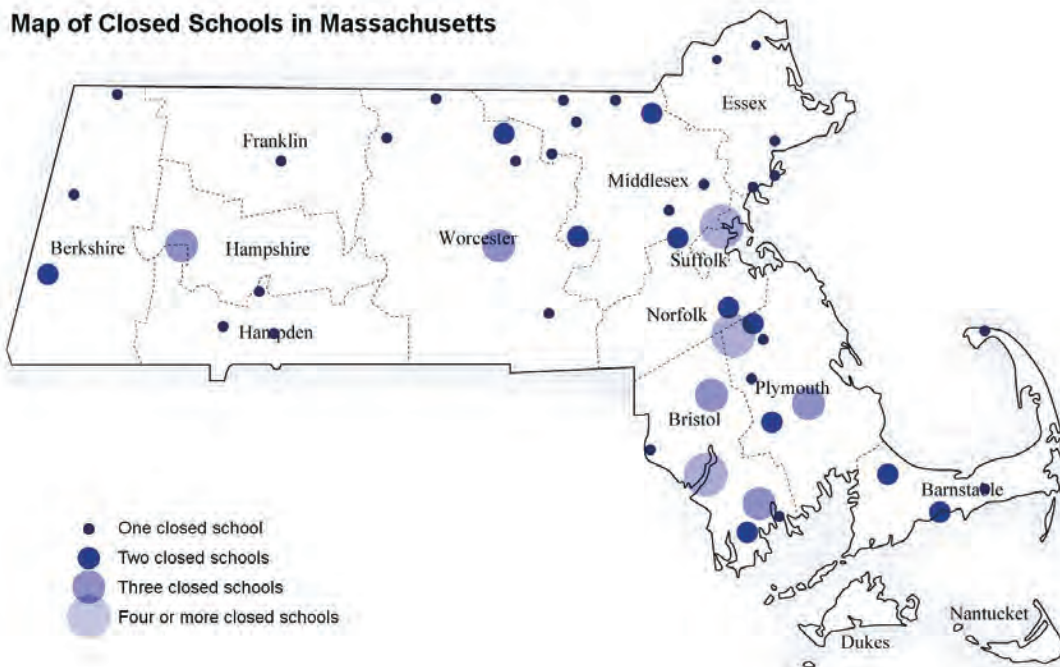 Map of Closed Schools in Massachusetts
Essex
Franklin
Middlesex
Berkshire
Hampshire
Worcester
Suffolk
Norfolk
Hampden
Plymouth
Bristol
Barnstable
One closed school
Two closed schools
Three closed schools
Four or more closed schools
Nantucket
Dukes